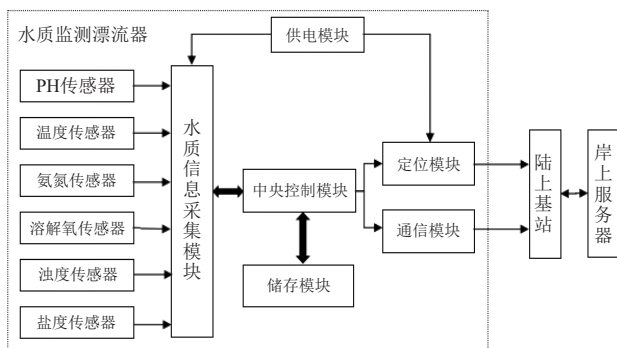 水质监测漂流器
供电模块
PH传感器
温度传感器
氨氮传感器
溶解氧传感器
浊度传感器
盐度传感器
水质信息采集模块
中央控制模块
储存模块
定位模块
通信模块
陆上基站
岸上服务器